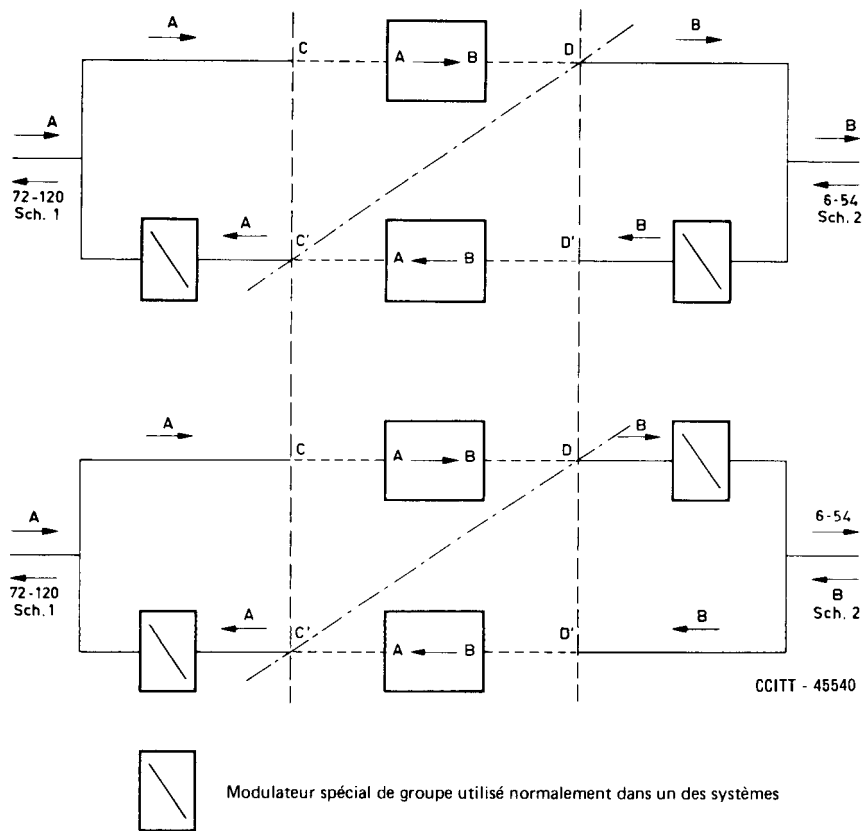 A
C
A B
D
B
A
B
72-120
Sch. 1
6-54
Sch. 2
A
C'
A B
D'
B
A
C
A B
D
B
A
6-54
72-120
Sch. 1
B
Sch. 2
A
C'
A B
D'
B
CCITT - 45540
Modulateur spécial de groupe utilisé normalement dans un des systèmes